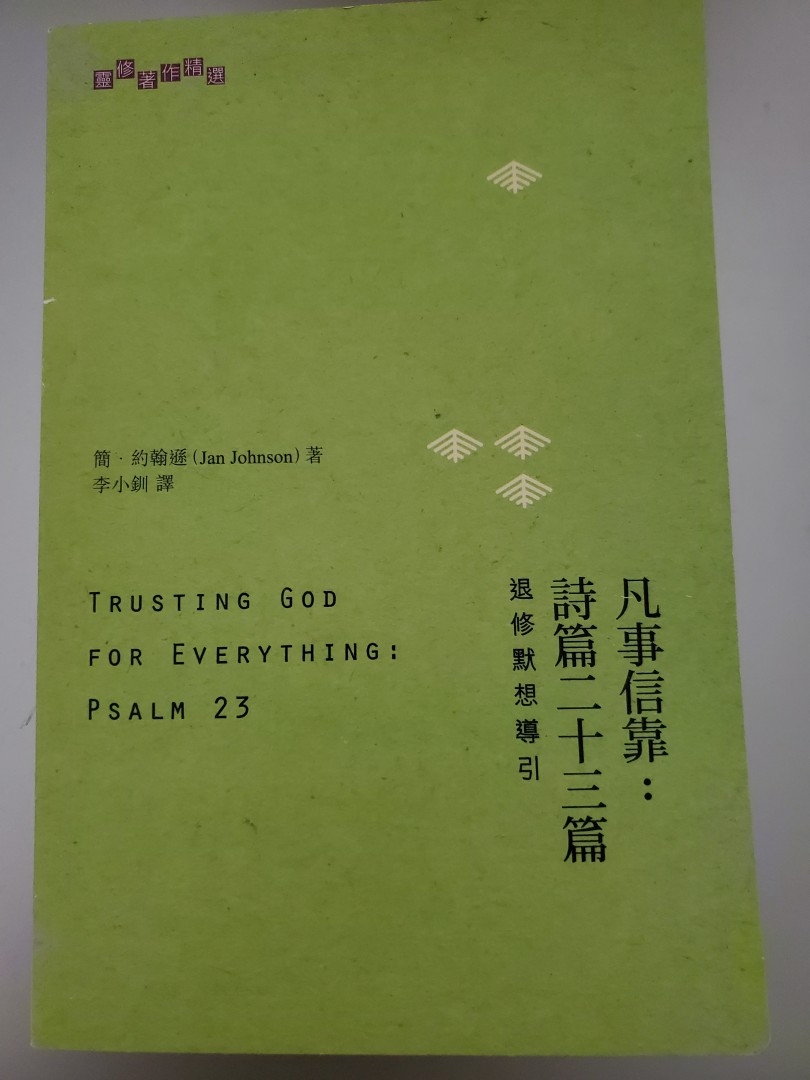 靈修著作精選
簡．約翰遜 (Jan Johnson) 著
李小釧 譯
TRUSTING GOD
FOR EVERYTHING:
PSALM 23
凡事信靠：
詩篇二十三篇
退修默想導引